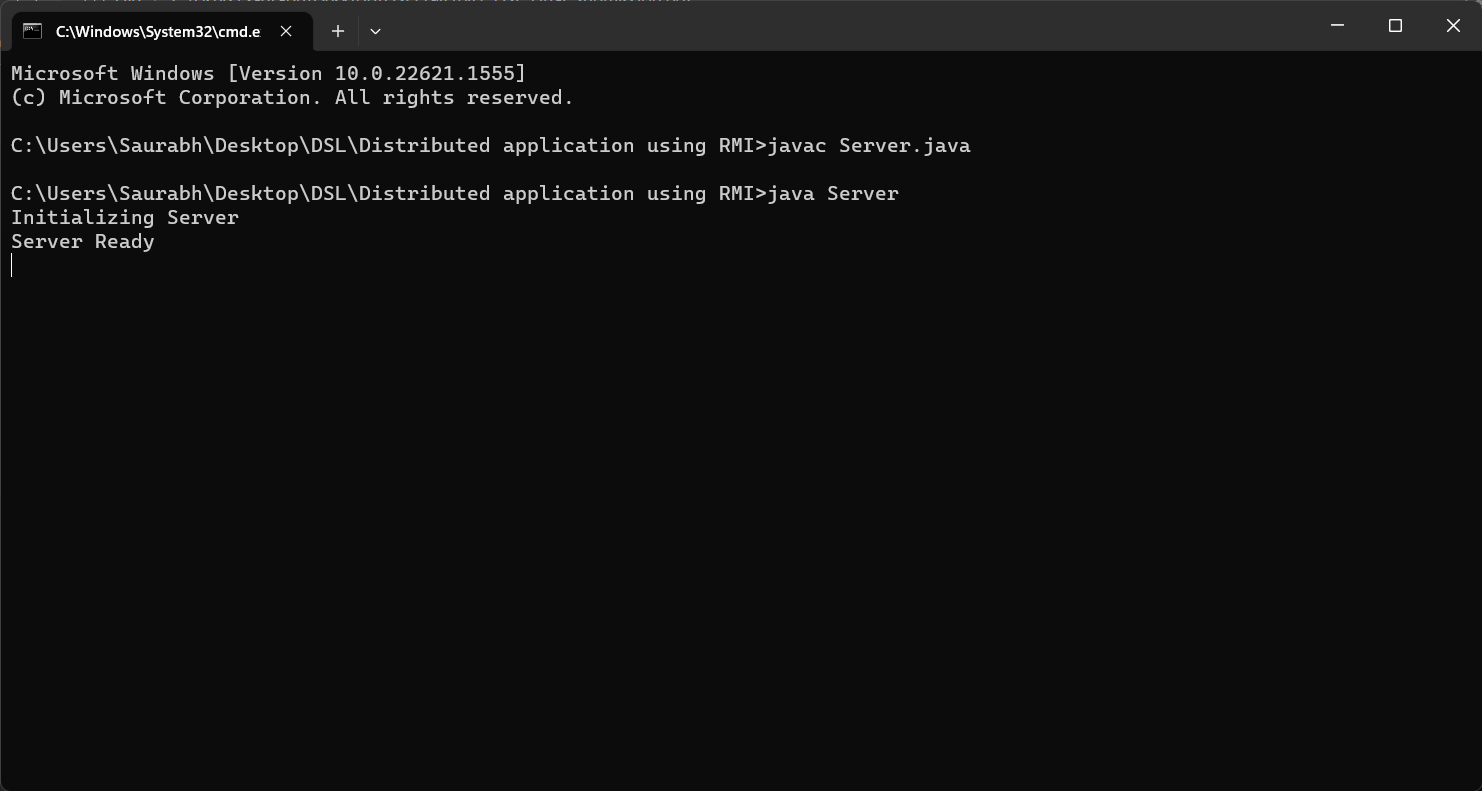 C:\Windows\System32\cmd.e
Microsoft Windows [Version 10.0.22621.1555]
(c) Microsoft Corporation. All rights reserved.
C:\Users\Saurabh\Desktop\DSL\Distributed application using RMI>javac Server.java
C:\Users\Saurabh\Desktop\DSL\Distributed application using RMI>java Server
Initializing Server
Server Ready